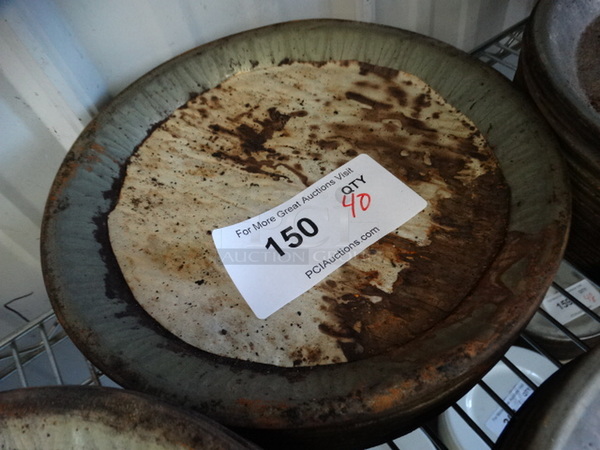 For More Great Auctions Visit
150
QTY
40
PCIAuctions.com